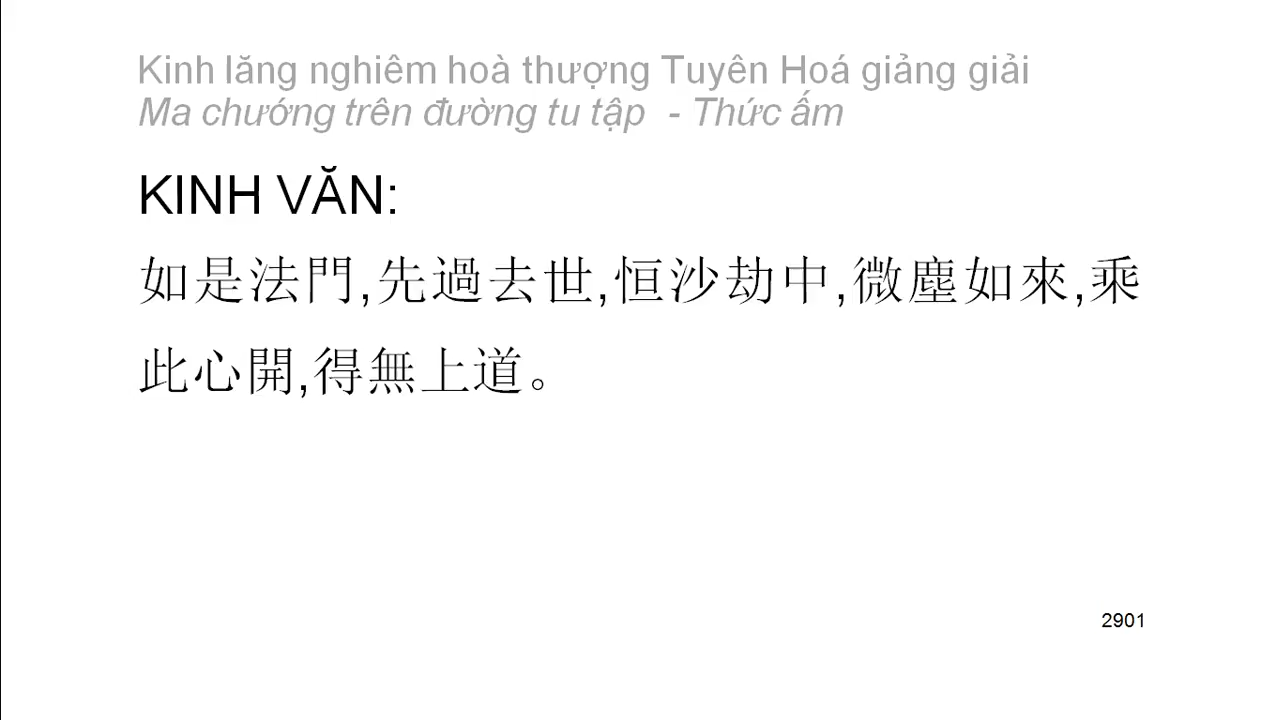 Kinh lăng nghiêm hoà thượng Tuyên Hoá giảng giải
Ma chướng trên đường tu tập - Thức ấm
KINH VĂN:
如是法門,先過去世,恒沙劫中,微塵如來,乘
此心開,得無上道。
2901